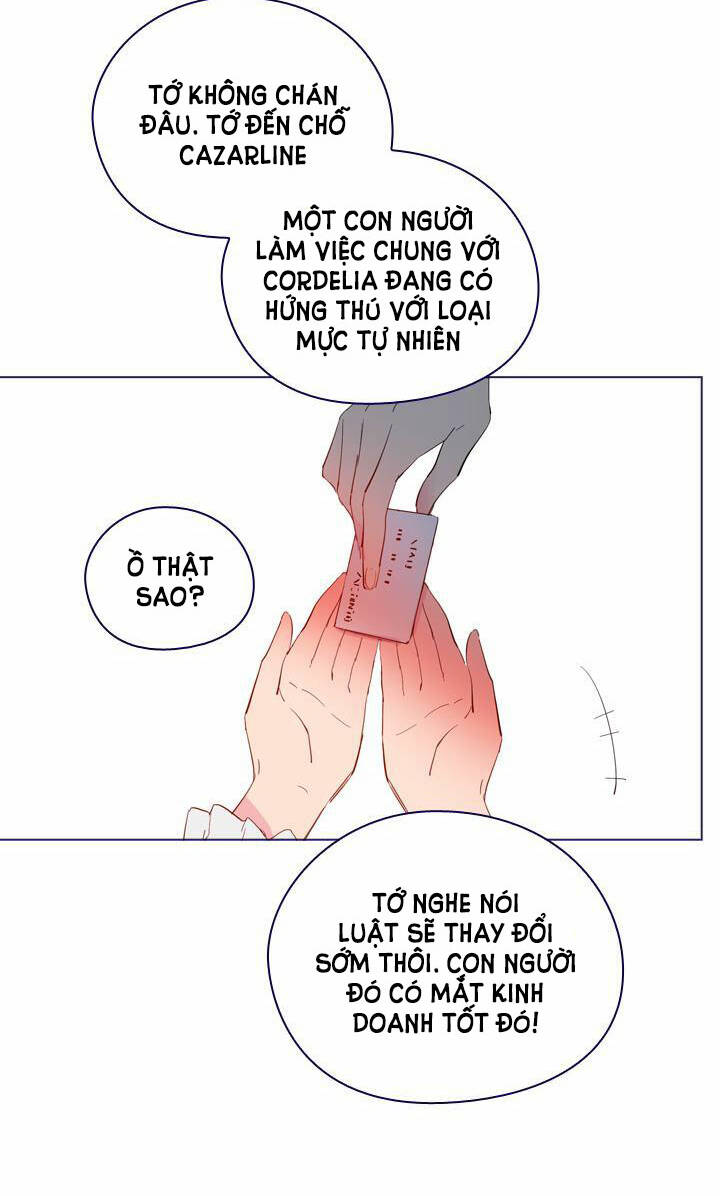 TỚ KHÔNG CHÁN
ĐÂU. TỚ ĐẾN CHỖ
CAZARLINE
MỘT CON NGƯỜI
LÀM VIỆC CHUNG VỚI
CORDELIA ĐANG CÓ
HỨNG THÚ VỚI LOẠI
MỰC TỰ NHIÊN
Ồ THẬT
SAO?
TỚ NGHE NÓI
LUẬT SẼ THAY ĐỔI
SỚM THÔI. CON NGƯỜI
ĐÓ CÓ MẮT KINH
DOANH TỐT ĐÓ!